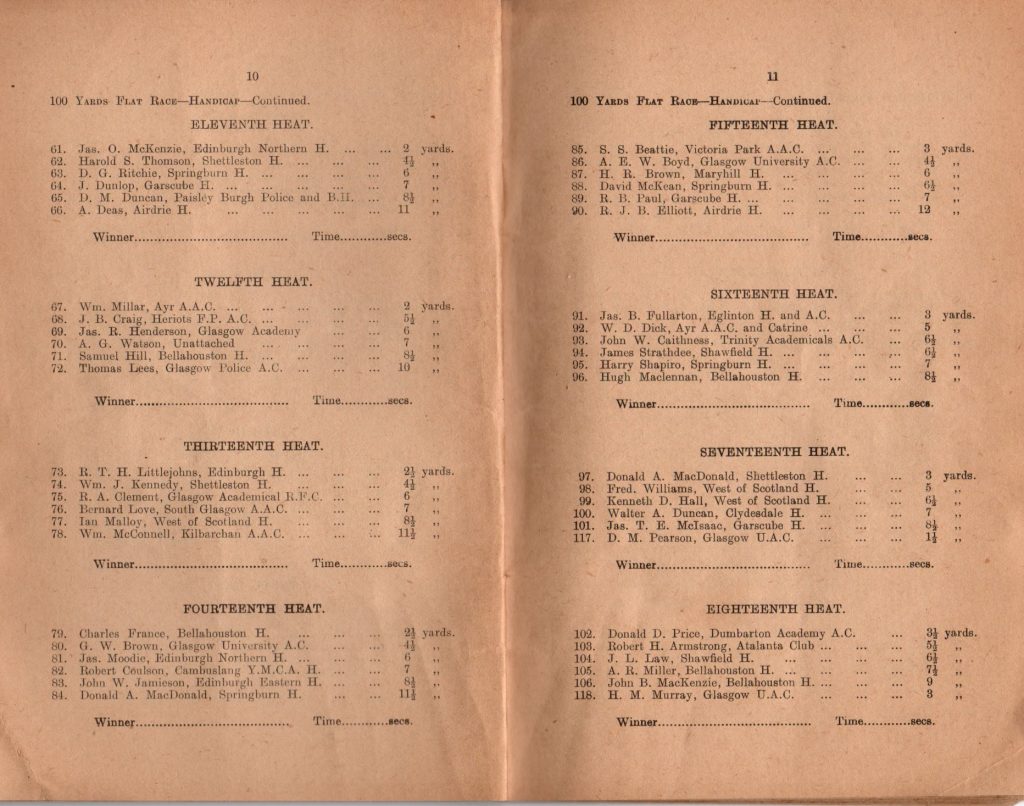 10
100 Yards Flat Race—Handicap—Continued.
ELEVENTH HEAT.
61. Jas. O. McKenzie, Edinburgh Northern H. ... ... 2 yards.
62. Harold S. Thomson, Shettleston H. ... ... ... 4½ ,,
63. D. G. Ritchie, Springburn H. ... ... ... ... 6 ,,
64. J. Dunlop, Garscube H. ... ... ... ... ... 7 ,,
65. D. M. Duncan, Paisley Burgh Police and B.H. ... 8½ ,,
66. A. Deas, Airdrie H. ... ... ... ... ... 11 ,,
Winner...................................... Time............secs.
TWELFTH HEAT.
67. Wm. Millar, Ayr A.A.C. ... ... ... ... ... 2 yards.
68. J. B. Craig, Heriots F.P. A.C. ... ... ... ... 5½ ,,
69. Jas. R. Henderson, Glasgow Academy ... ... 6 ,,
70. A. G. Watson, Unattached ... ... ... ... 7 ,,
71. Samuel Hill, Bellahouston H. ... ... ... ... 8½ ,,
72. Thomas Lees, Glasgow Police A.C. ... ... ... 10 ,,
Winner...................................... Time............secs.
THIRTEENTH HEAT.
73. R. T. H. Littlejohns, Edinburgh H. ... ... ... 2½ yards.
74. Wm. J. Kennedy, Shettleston H. ... ... ... 4½ ,,
75. R. A. Clement, Glasgow Academical R.F.C. ... ... 6 ,,
76. Bernard Love, South Glasgow A.A.C. ... ... ... 7 ,,
77. Ian Malloy, West of Scotland H. ... ... ... 8½ ,,
78. Wm. McConnell, Kilbarchan A.A.C. ... ... ... 11½ ,,
Winner...................................... Time............secs.
FOURTEENTH HEAT.
79. Charles France, Bellahouston H. ... ... ... 2½ yards.
80. G. W. Brown, Glasgow University A.C. ... ... 4½ ,,
81. Jas. Moodie, Edinburgh Northern H. ... ... ... 6 ,,
82. Robert Coulson, Cambuslang Y.M.C.A. H. ... ... 7 ,,
83. John W. Jamieson, Edinburgh Eastern H. ... ... 8½ ,,
84. Donald A. MacDonald, Springburn H. ... ... 11½ ,,
Winner...................................... Time............secs.
11
100 Yards Flat Race—Handicap—Continued.
FIFTEENTH HEAT.
85. S. S. Beattie, Victoria Park A.A.C. ... ... ... 3 yards.
86. A. E. W. Boyd, Glasgow University A.C. ... ... 4½ ,,
87. H. R. Brown, Maryhill H. ... ... ... ... 6 ,,
88. David McKean, Springburn H. ... ... ... ... 6½ ,,
89. R. B. Paul, Garscube H. ... ... ... ... ... 7 ,,
90. R. J. B. Elliott, Airdrie H. ... ... ... ... 12 ,,
Winner...................................... Time............secs.
SIXTEENTH HEAT.
91. Jas. B. Fullarton, Eglinton H. and A.C. ... ... 3 yards.
92. W. D. Dick, Ayr A.A.C. and Catrine ... ... ... 5 ,,
93. John W. Caithness, Trinity Academicals A.C. ... 6½ ,,
94. James Strathdee, Shawfield H. ... ... ... ... 6½ ,,
95. Harry Shapiro, Springburn H. ... ... ... ... 7 ,,
96. Hugh Maclennan, Bellahouston H. ... ... ... 8½ ,,
Winner...................................... Time............secs.
SEVENTEENTH HEAT.
97. Donald A. MacDonald, Shettleston H. ... ... 3 yards.
98. Fred. Williams, West of Scotland H. ... ... 5 ,,
99. Kenneth D. Hall, West of Scotland H. ... ... 6½ ,,
100. Walter A. Duncan, Clydesdale H. ... ... ... 7 ,,
101. Jas. T. E. McIsaac, Garscube H. ... ... ... 8½ ,,
117. D. M. Pearson, Glasgow U.A.C. ... ... ... 1½ ,,
Winner...................................... Time............secs.
EIGHTEENTH HEAT.
102. Donald D. Price, Dumbarton Academy A.C. ... 3½ yards.
103. Robert H. Armstrong, Atalanta Club ... ... ... 5½ ,,
104. J. L. Law, Shawfield H. ... ... ... ... 6½ ,,
105. A. R. Miller, Bellahouston H. ... ... ... ... 7½ ,,
106. John B. MacKenzie, Bellahouston H. ... ... ... 9 ,,
118. H. M. Murray, Glasgow U.A.C. ... ... ... 3 ,,
Winner...................................... Time............secs.